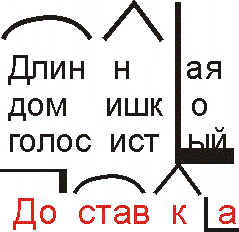 Длин н ая
дом ишк о
голос ист ый
До став к а